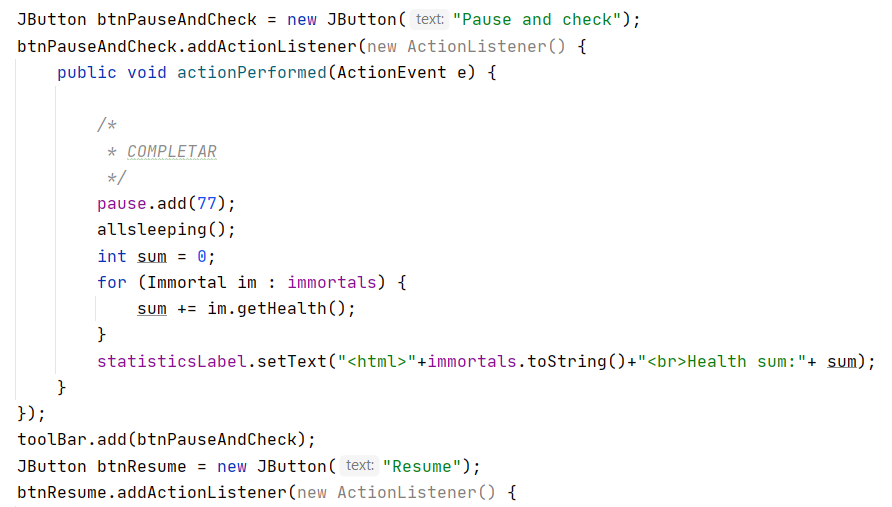 JButton btnPauseAndCheck = new JButton( text: "Pause and check");
btnPauseAndCheck.addActionListener(new ActionListener() {
    public void actionPerformed(ActionEvent e) {

        /*
         * COMPLETAR
         */
        pause.add(77);
        allsleeping();
        int sum = 0;
        for (Immortal im : immortals) {
            sum += im.getHealth();
        }
        statisticsLabel.setText("<html>"+immortals.toString()+"<br>Health sum:"+ sum);
    }
});
toolBar.add(btnPauseAndCheck);
JButton btnResume = new JButton( text: "Resume");
btnResume.addActionListener(new ActionListener() {